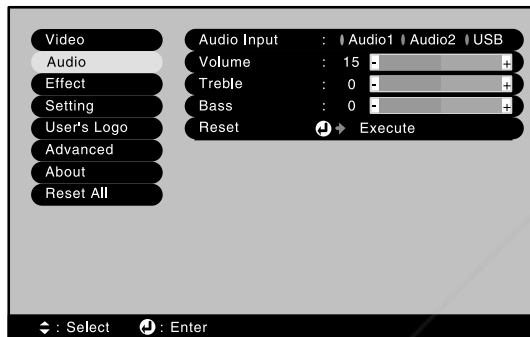 Video
Audio
Effect
Setting
User's Logo
Advanced
About
Reset All
Audio Input : Audio1 Audio2 USB
Volume : 15 - +
Treble : 0 - +
Bass : 0 - +
Reset Execute
: Select : Enter